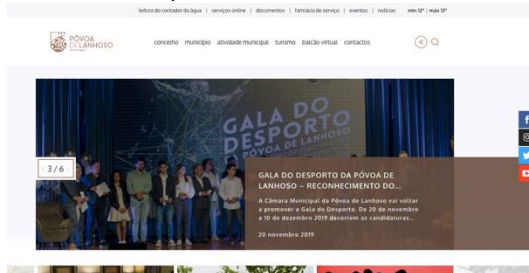 leitura do contador da água | serviços online | documentos | farmácia de serviço | eventos | notícias min 12° | máx 18°
PÓVOA
DE LANHOSO
concelho município atividade municipal turismo balcão virtual contactos
GALA DO
DESPORTO
PÓVOA DE LANHOSO
3 / 6
GALA DO DESPORTO DA PÓVOA DE
LANHOSO – RECONHECIMENTO DO...
A Câmara Municipal da Póvoa de Lanhoso vai voltar
a promover a Gala do Desporto. De 20 de novembro
a 10 de dezembro 2019 decorrem as candidaturas...
20 novembro 2019